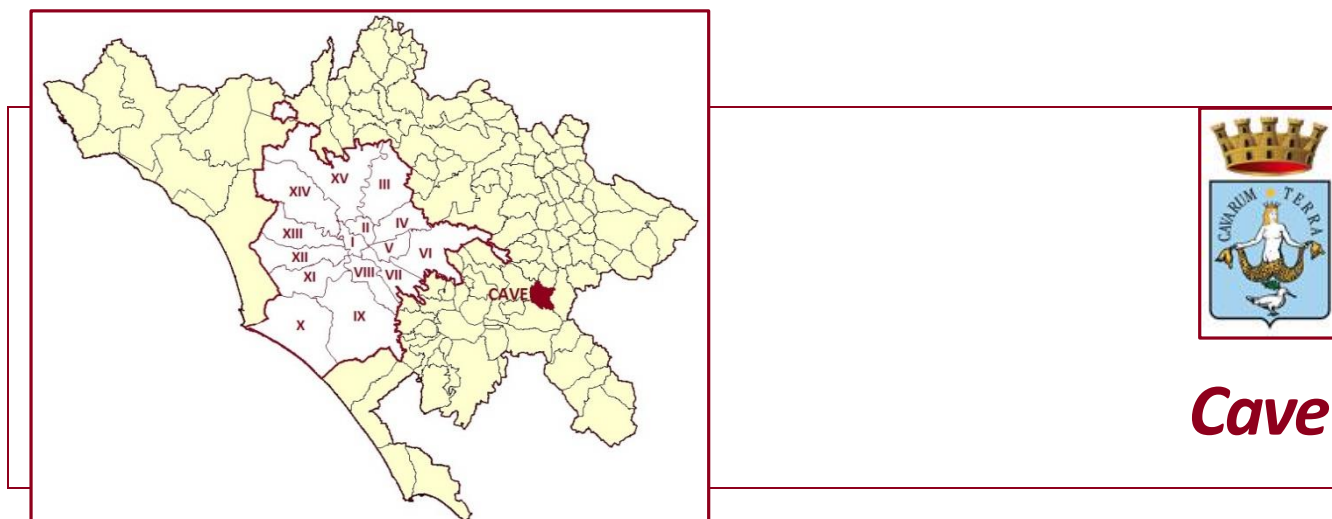 XV
XIV
III
II
IV
XIII
I
V
VI
XII
XI
VIII
VII
CAVE
X
IX
CAVARUM TERRA
Cave